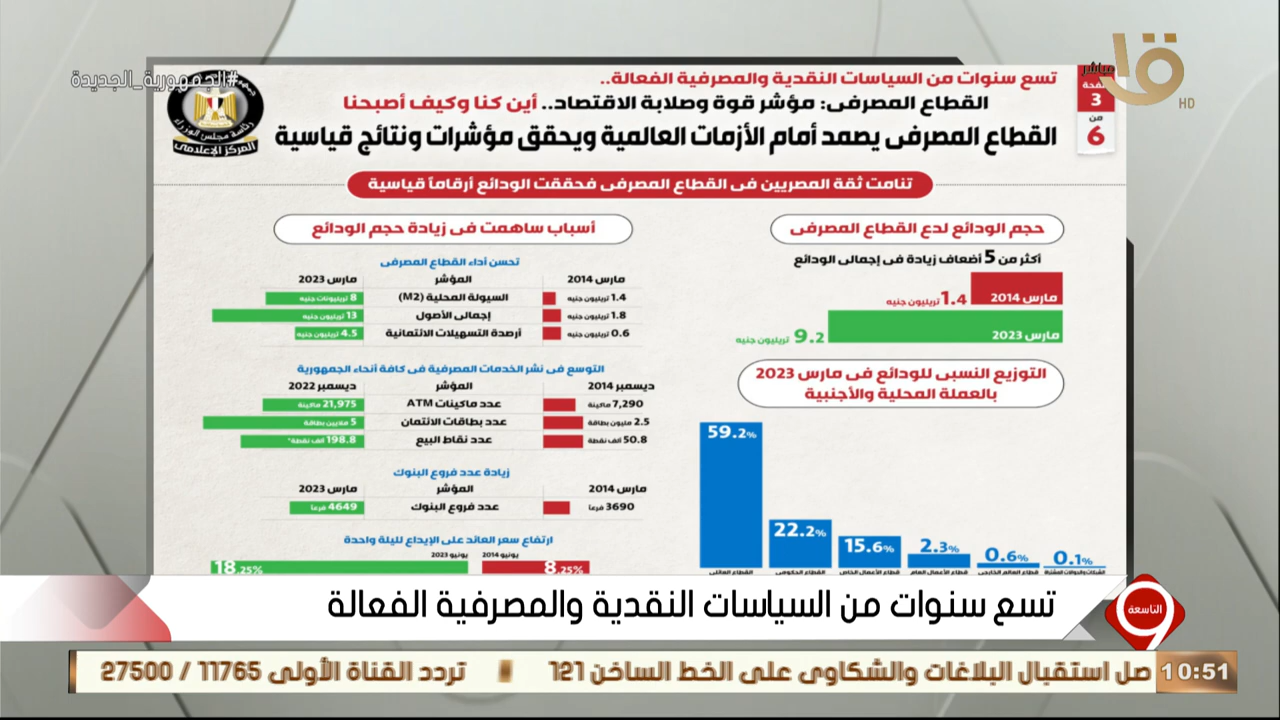 #الجمهورية_الجديدة
مباشر
HD
صفحة
3
من
6
رئاسة مجلس الوزراء
المركز الإعلامى
تسع سنوات من السياسات النقدية والمصرفية الفعالة..
القطاع المصرفى: مؤشر قوة وصلابة الاقتصاد.. أين كنا وكيف أصبحنا
القطاع المصرفى يصمد أمام الأزمات العالمية ويحقق مؤشرات ونتائج قياسية
تنامت ثقة المصريين فى القطاع المصرفى فحققت الودائع أرقاماً قياسية
حجم الودائع لدع القطاع المصرفى
أكثر من 5 أضعاف زيادة فى إجمالى الودائع
مارس 2014 1.4 تريليون جنيه
مارس 2023 9.2 تريليون جنيه
التوزيع النسبى للودائع فى مارس 2023
بالعملة المحلية والأجنبية
59.2% 22.2% 15.6% 2.3% 0.6% 0.1%
القطاع العائلى القطاع الحكومى قطاع الأعمال الخاص قطاع الأعمال العام قطاع العالم الخارجى
أسباب ساهمت فى زيادة حجم الودائع
تحسن أداء القطاع المصرفى
مارس 2014 المؤشر مارس 2023
1.4 تريليون جنيه السيولة المحلية (M2) 8 تريليونات جنيه
1.8 تريليون جنيه إجمالى الأصول 13 تريليون جنيه
0.6 تريليون جنيه أرصدة التسهيلات الائتمانية 4.5 تريليون جنيه
التوسع فى نشر الخدمات المصرفية فى كافة أنحاء الجمهورية
ديسمبر 2014 المؤشر ديسمبر 2022
7,290 ماكينة عدد ماكينات ATM 21,975 ماكينة
2.5 مليون بطاقة عدد بطاقات الائتمان 5 ملايين بطاقة
50.8 ألف نقطة عدد نقاط البيع 198.8 ألف نقطة*
زيادة عدد فروع البنوك
مارس 2014 المؤشر مارس 2023
3690 فرعاً عدد فروع البنوك 4649 فرعاً
ارتفاع سعر العائد على الإيداع لليلة واحدة
يونيو 2014 يونيو 2023
8.25% 18.25%
تسع سنوات من السياسات النقدية والمصرفية الفعالة
التاسعة
9
10:51
صل استقبال البلاغات والشكاوى على الخط الساخن 121 تردد القناة الأولى 11765 / 27500